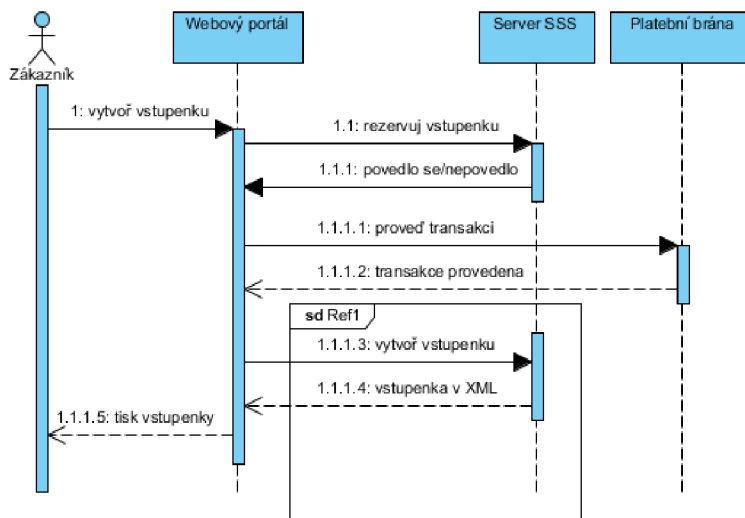 Webový portál
Server SSS
Platební brána
Zákazník
1: vytvoř vstupenku
1.1: rezervuj vstupenku
1.1.1: povedlo se/nepovedlo
1.1.1.1: proveď transakci
1.1.1.2: transakce provedena
sd Ref1
1.1.1.3: vytvoř vstupenku
1.1.1.4: vstupenka v XML
1.1.1.5: tisk vstupenky